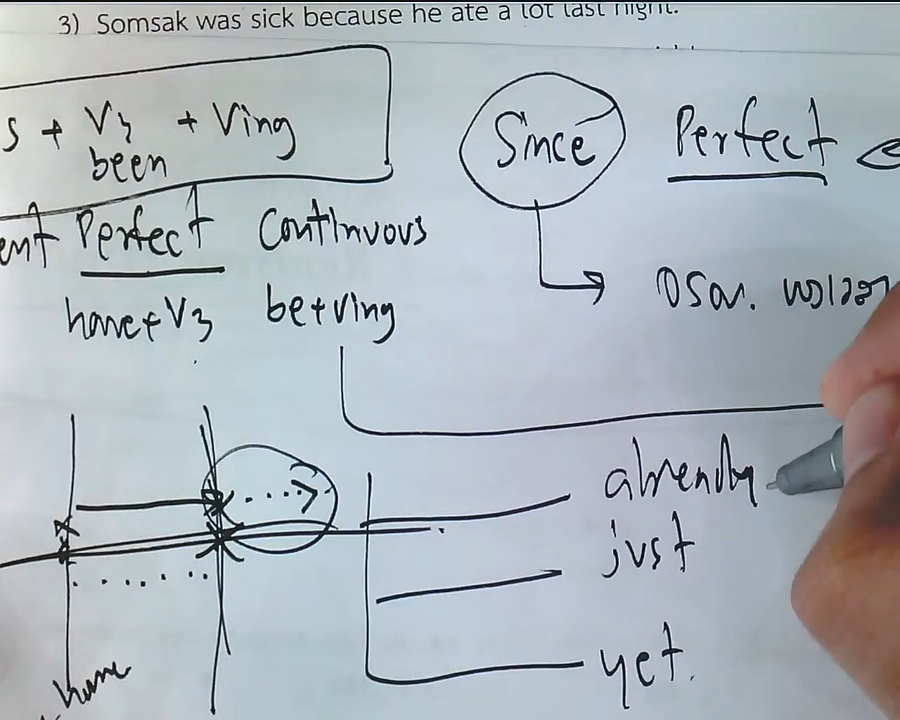 3) Somsak was sick because he ate a lot last night.
S + V3 + Ving
been
Since
Perfect
Perfect Continuous
have+V3 be+Ving
already
just
yet.
have